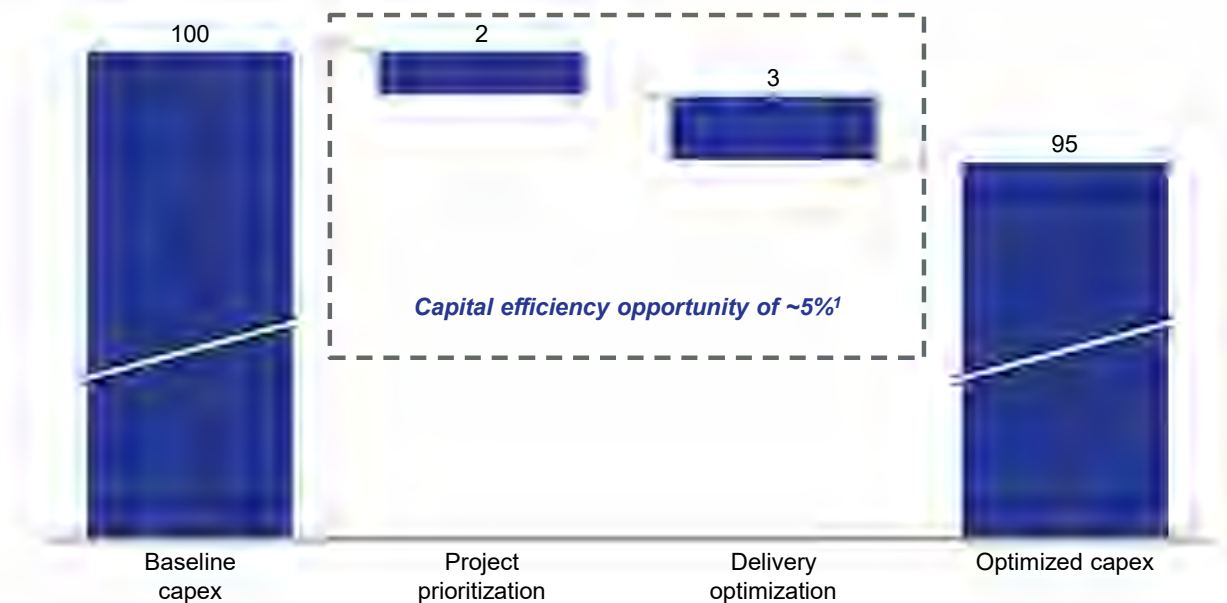 100
2
3
95
Capital efficiency opportunity of ~5%¹
Baseline
capex
Project
prioritization
Delivery
optimization
Optimized capex